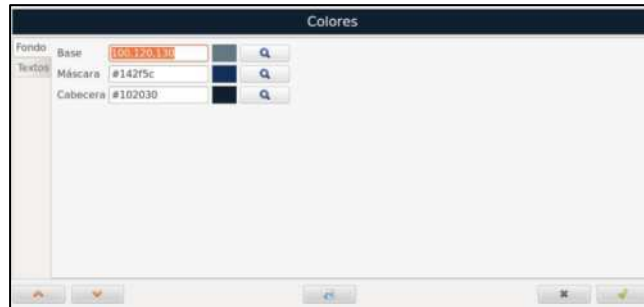 Colores
Fondo
Textos
Base 100,120,130
Máscara #142f5c
Cabecera #102030